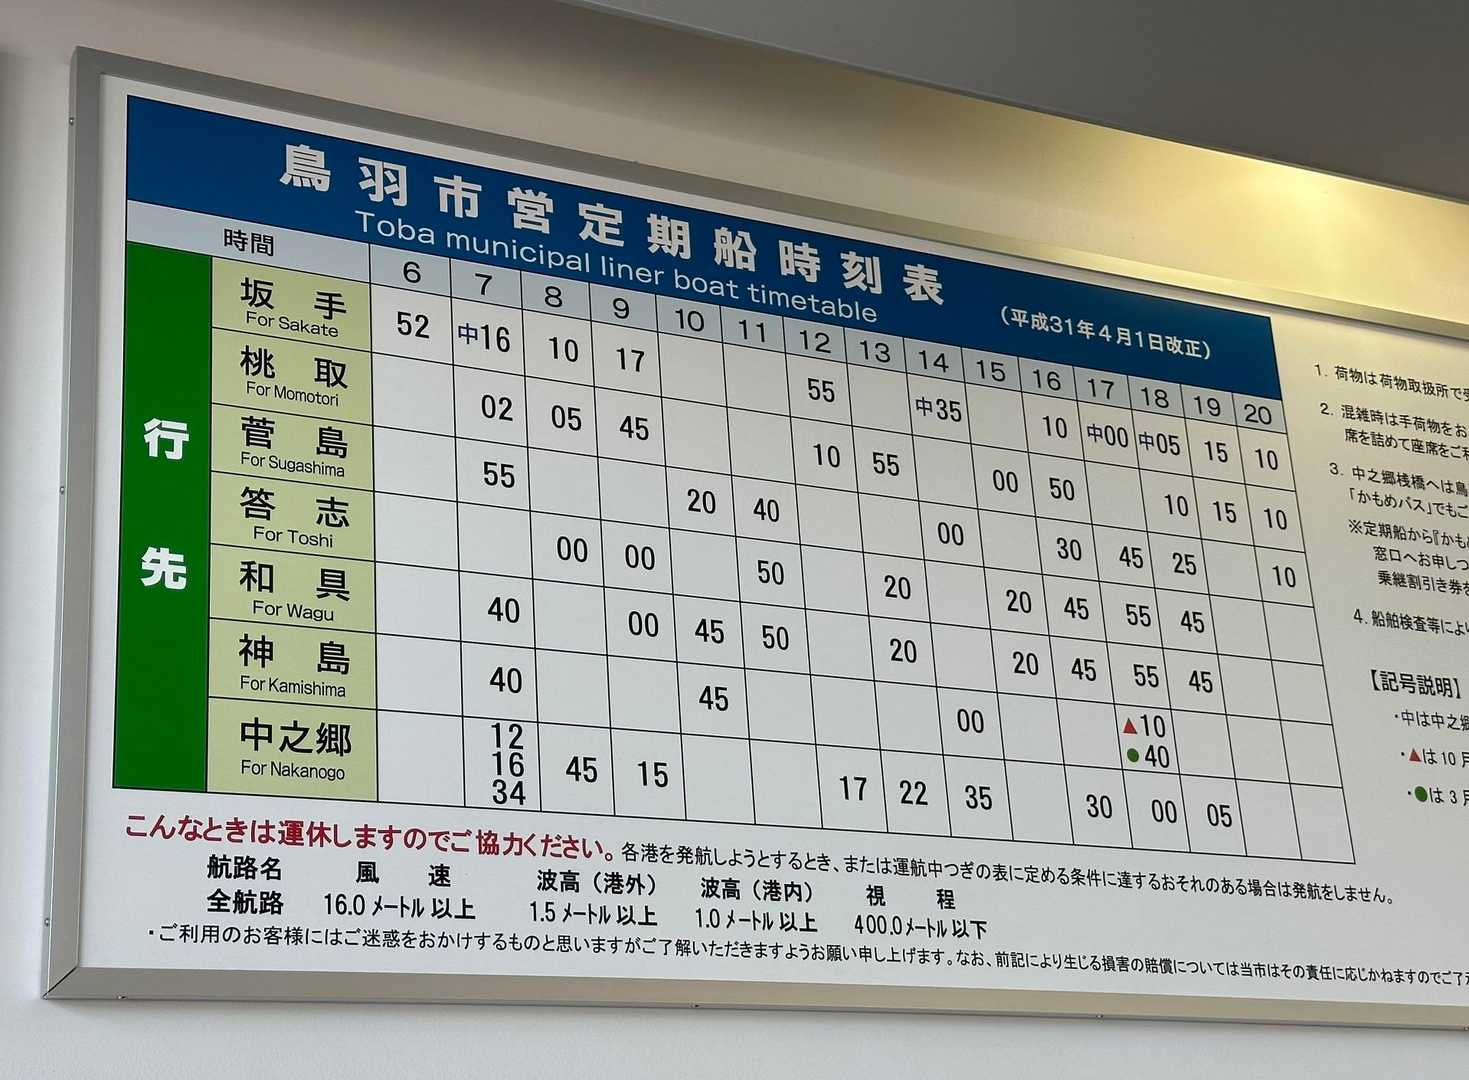 鳥羽市営定期船時刻表
Toba municipal liner boat timetable
(平成31年4月1日改正)
時間 6 7 8 9 10 11 12 13 14 15 16 17 18 19 20
行先
坂手 52 中16 10 17 55 中35 10 中00 中05 15 10
For Sakate
桃取 02 05 45 10 55 00 50 10 15 10
For Momotori
菅島 55 20 40 00 30 45 25 10
For Sugashima
答志 00 00 50 20 20 45 55 45
For Toshi
和具 40 00 45 50 20 20 45 55 45
For Wagu
神島 40 45 00 ▲10
For Kamishima ●40
中之郷 12
16 45 15 17 22 35 30 00 05
For Nakanogo 34
こんなときは運休しますのでご協力ください。各港を発航しようとするとき、または運航中つぎの表に定める条件に達するおそれのある場合は発航をしません。
航路名 風速 波高(港外) 波高(港内) 視程
全航路 16.0メートル以上 1.5メートル以上 1.0メートル以上 400.0メートル以下
・ご利用のお客様にはご迷惑をおかけするものと思いますがご了解いただきますようお願い申し上げます。なお、前記により生じる損害の賠償については当市はその責任に応じかねますのでご了
1. 荷物は荷物取扱所で
2. 混雑時は手荷物をお
席を詰めて座席をご
3. 中之郷桟橋へは鳥
「かもめバス」でもご
※定期船から『かも
窓口へお申しつ
乗継割引き券を
4. 船舶検査等によ
【記号説明】
・中は中之郷
・▲は10月
・●は3月